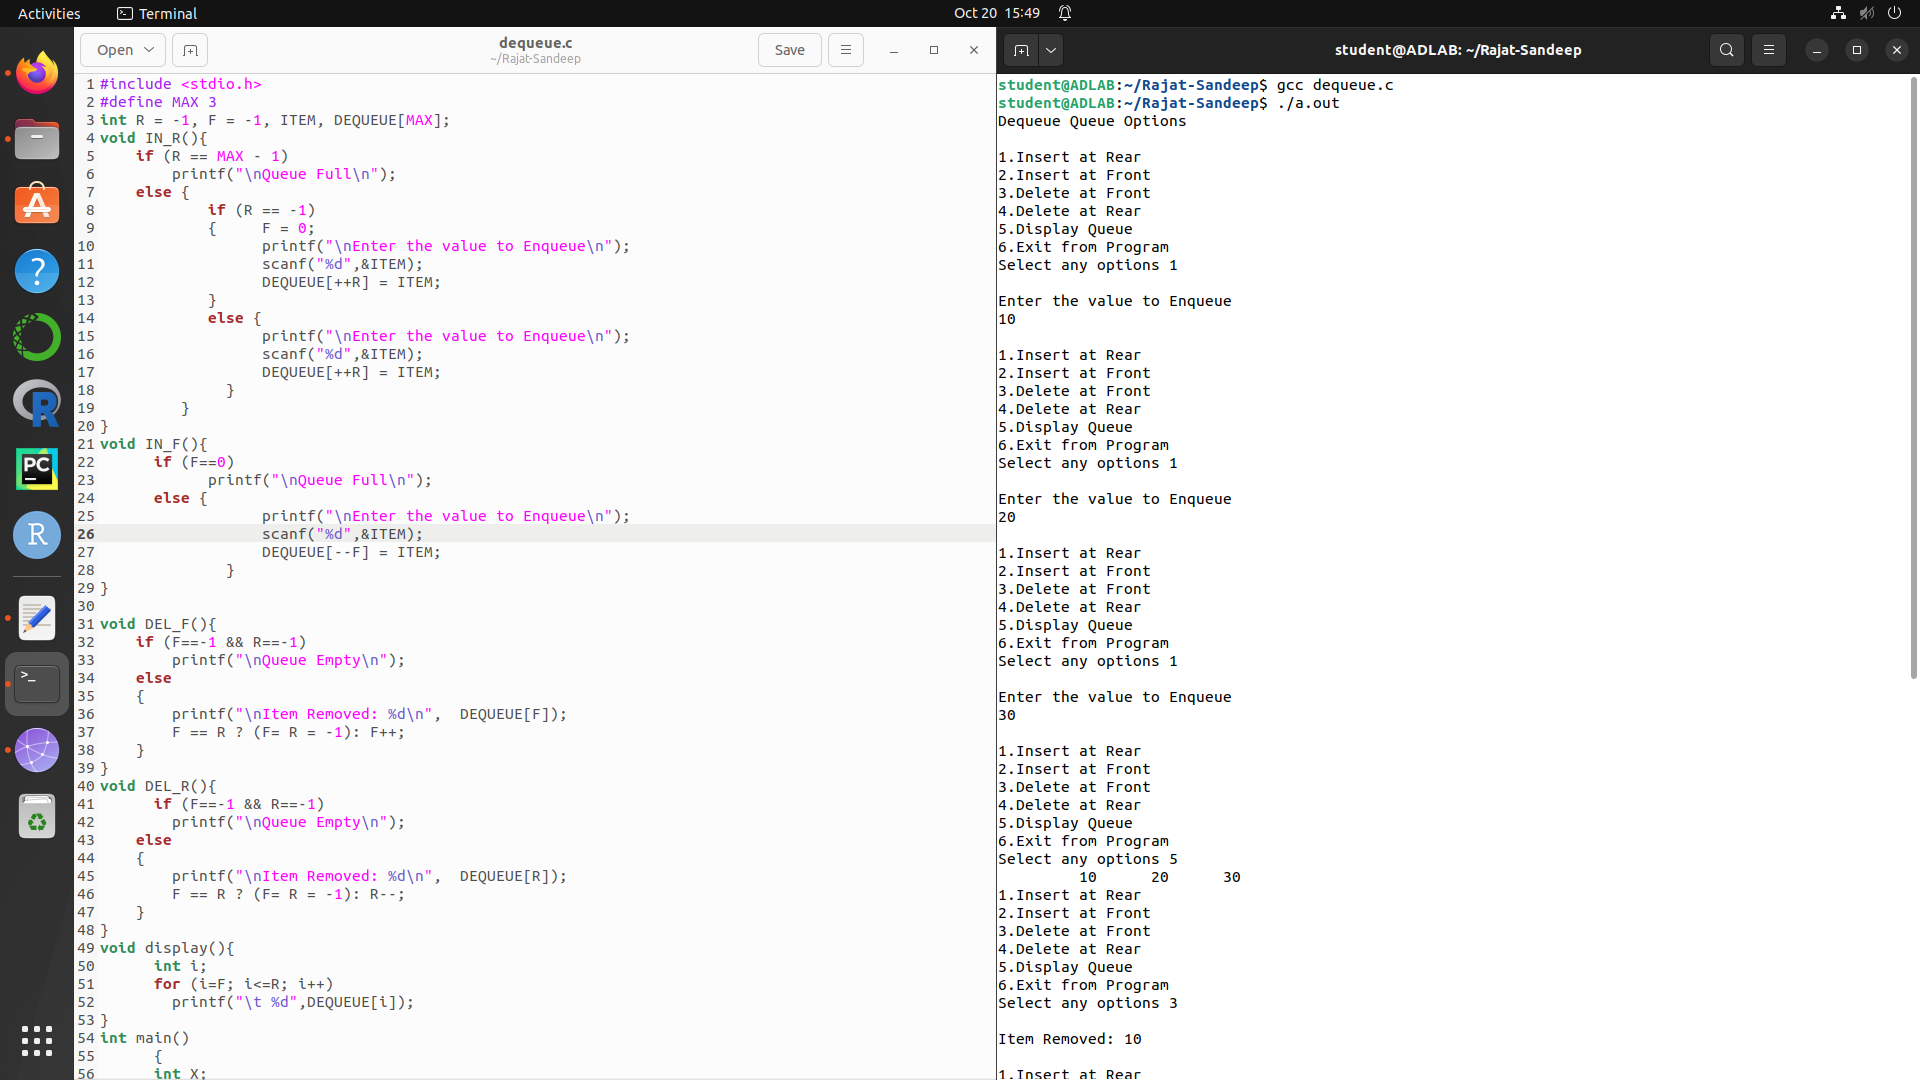 Activities
Terminal
Oct 20 15:49
Open
dequeue.c
~/Rajat-Sandeep
Save
1 #include <stdio.h>
2 #define MAX 3
3 int R = -1, F = -1, ITEM, DEQUEUE[MAX];
4 void IN_R(){
5     if (R == MAX - 1)
6         printf("\nQueue Full\n");
7     else {
8             if (R == -1)
9             {     F = 0;
10                   printf("\nEnter the value to Enqueue\n");
11                   scanf("%d",&ITEM);
12                   DEQUEUE[++R] = ITEM;
13             }
14             else {
15                   printf("\nEnter the value to Enqueue\n");
16                   scanf("%d",&ITEM);
17                   DEQUEUE[++R] = ITEM;
18               }
19          }
20 }
21 void IN_F(){
22       if (F==0)
23             printf("\nQueue Full\n");
24       else {
25                   printf("\nEnter the value to Enqueue\n");
26                   scanf("%d",&ITEM);
27                   DEQUEUE[--F] = ITEM;
28               }
29 }
30
31 void DEL_F(){
32     if (F==-1 && R==-1)
33         printf("\nQueue Empty\n");
34     else
35     {
36         printf("\nItem Removed: %d\n",  DEQUEUE[F]);
37         F == R ? (F= R = -1): F++;
38     }
39 }
40 void DEL_R(){
41       if (F==-1 && R==-1)
42         printf("\nQueue Empty\n");
43     else
44     {
45         printf("\nItem Removed: %d\n",  DEQUEUE[R]);
46         F == R ? (F= R = -1): R--;
47     }
48 }
49 void display(){
50       int i;
51       for (i=F; i<=R; i++)
52         printf("\t %d",DEQUEUE[i]);
53 }
54 int main()
55       {
56       int X;
student@ADLAB: ~/Rajat-Sandeep
student@ADLAB:~/Rajat-Sandeep$ gcc dequeue.c
student@ADLAB:~/Rajat-Sandeep$ ./a.out
Dequeue Queue Options
1.Insert at Rear
2.Insert at Front
3.Delete at Front
4.Delete at Rear
5.Display Queue
6.Exit from Program
Select any options 1
Enter the value to Enqueue
10
1.Insert at Rear
2.Insert at Front
3.Delete at Front
4.Delete at Rear
5.Display Queue
6.Exit from Program
Select any options 1
Enter the value to Enqueue
20
1.Insert at Rear
2.Insert at Front
3.Delete at Front
4.Delete at Rear
5.Display Queue
6.Exit from Program
Select any options 1
Enter the value to Enqueue
30
1.Insert at Rear
2.Insert at Front
3.Delete at Front
4.Delete at Rear
5.Display Queue
6.Exit from Program
Select any options 5
10 20 30
1.Insert at Rear
2.Insert at Front
3.Delete at Front
4.Delete at Rear
5.Display Queue
6.Exit from Program
Select any options 3
Item Removed: 10
1.Insert at Rear
A
?
R
PC
R
>_